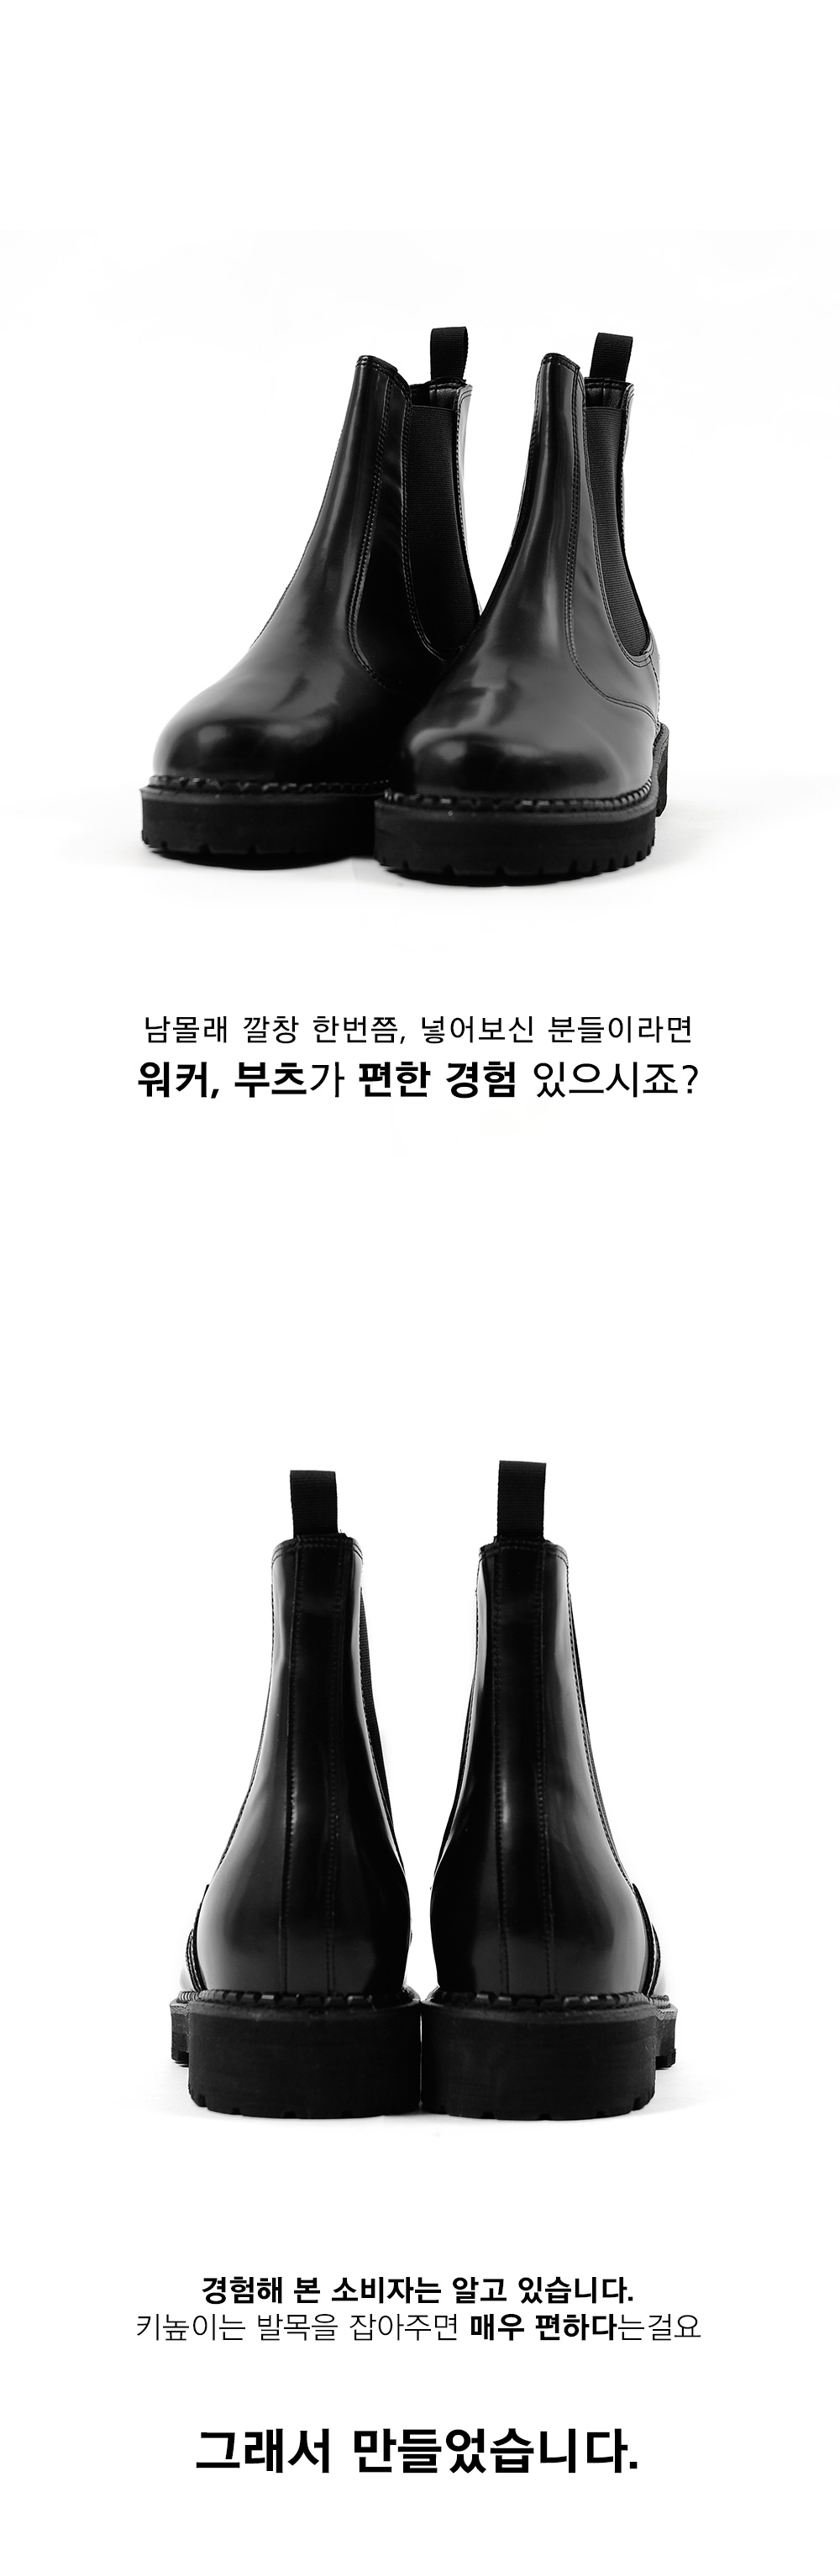 남몰래 깔창 한번쯤, 넣어보신 분들이라면
워커, 부츠가 편한 경험 있으시죠?
경험해 본 소비자는 알고 있습니다.
키높이는 발목을 잡아주면 매우 편하다는걸요
그래서 만들었습니다.